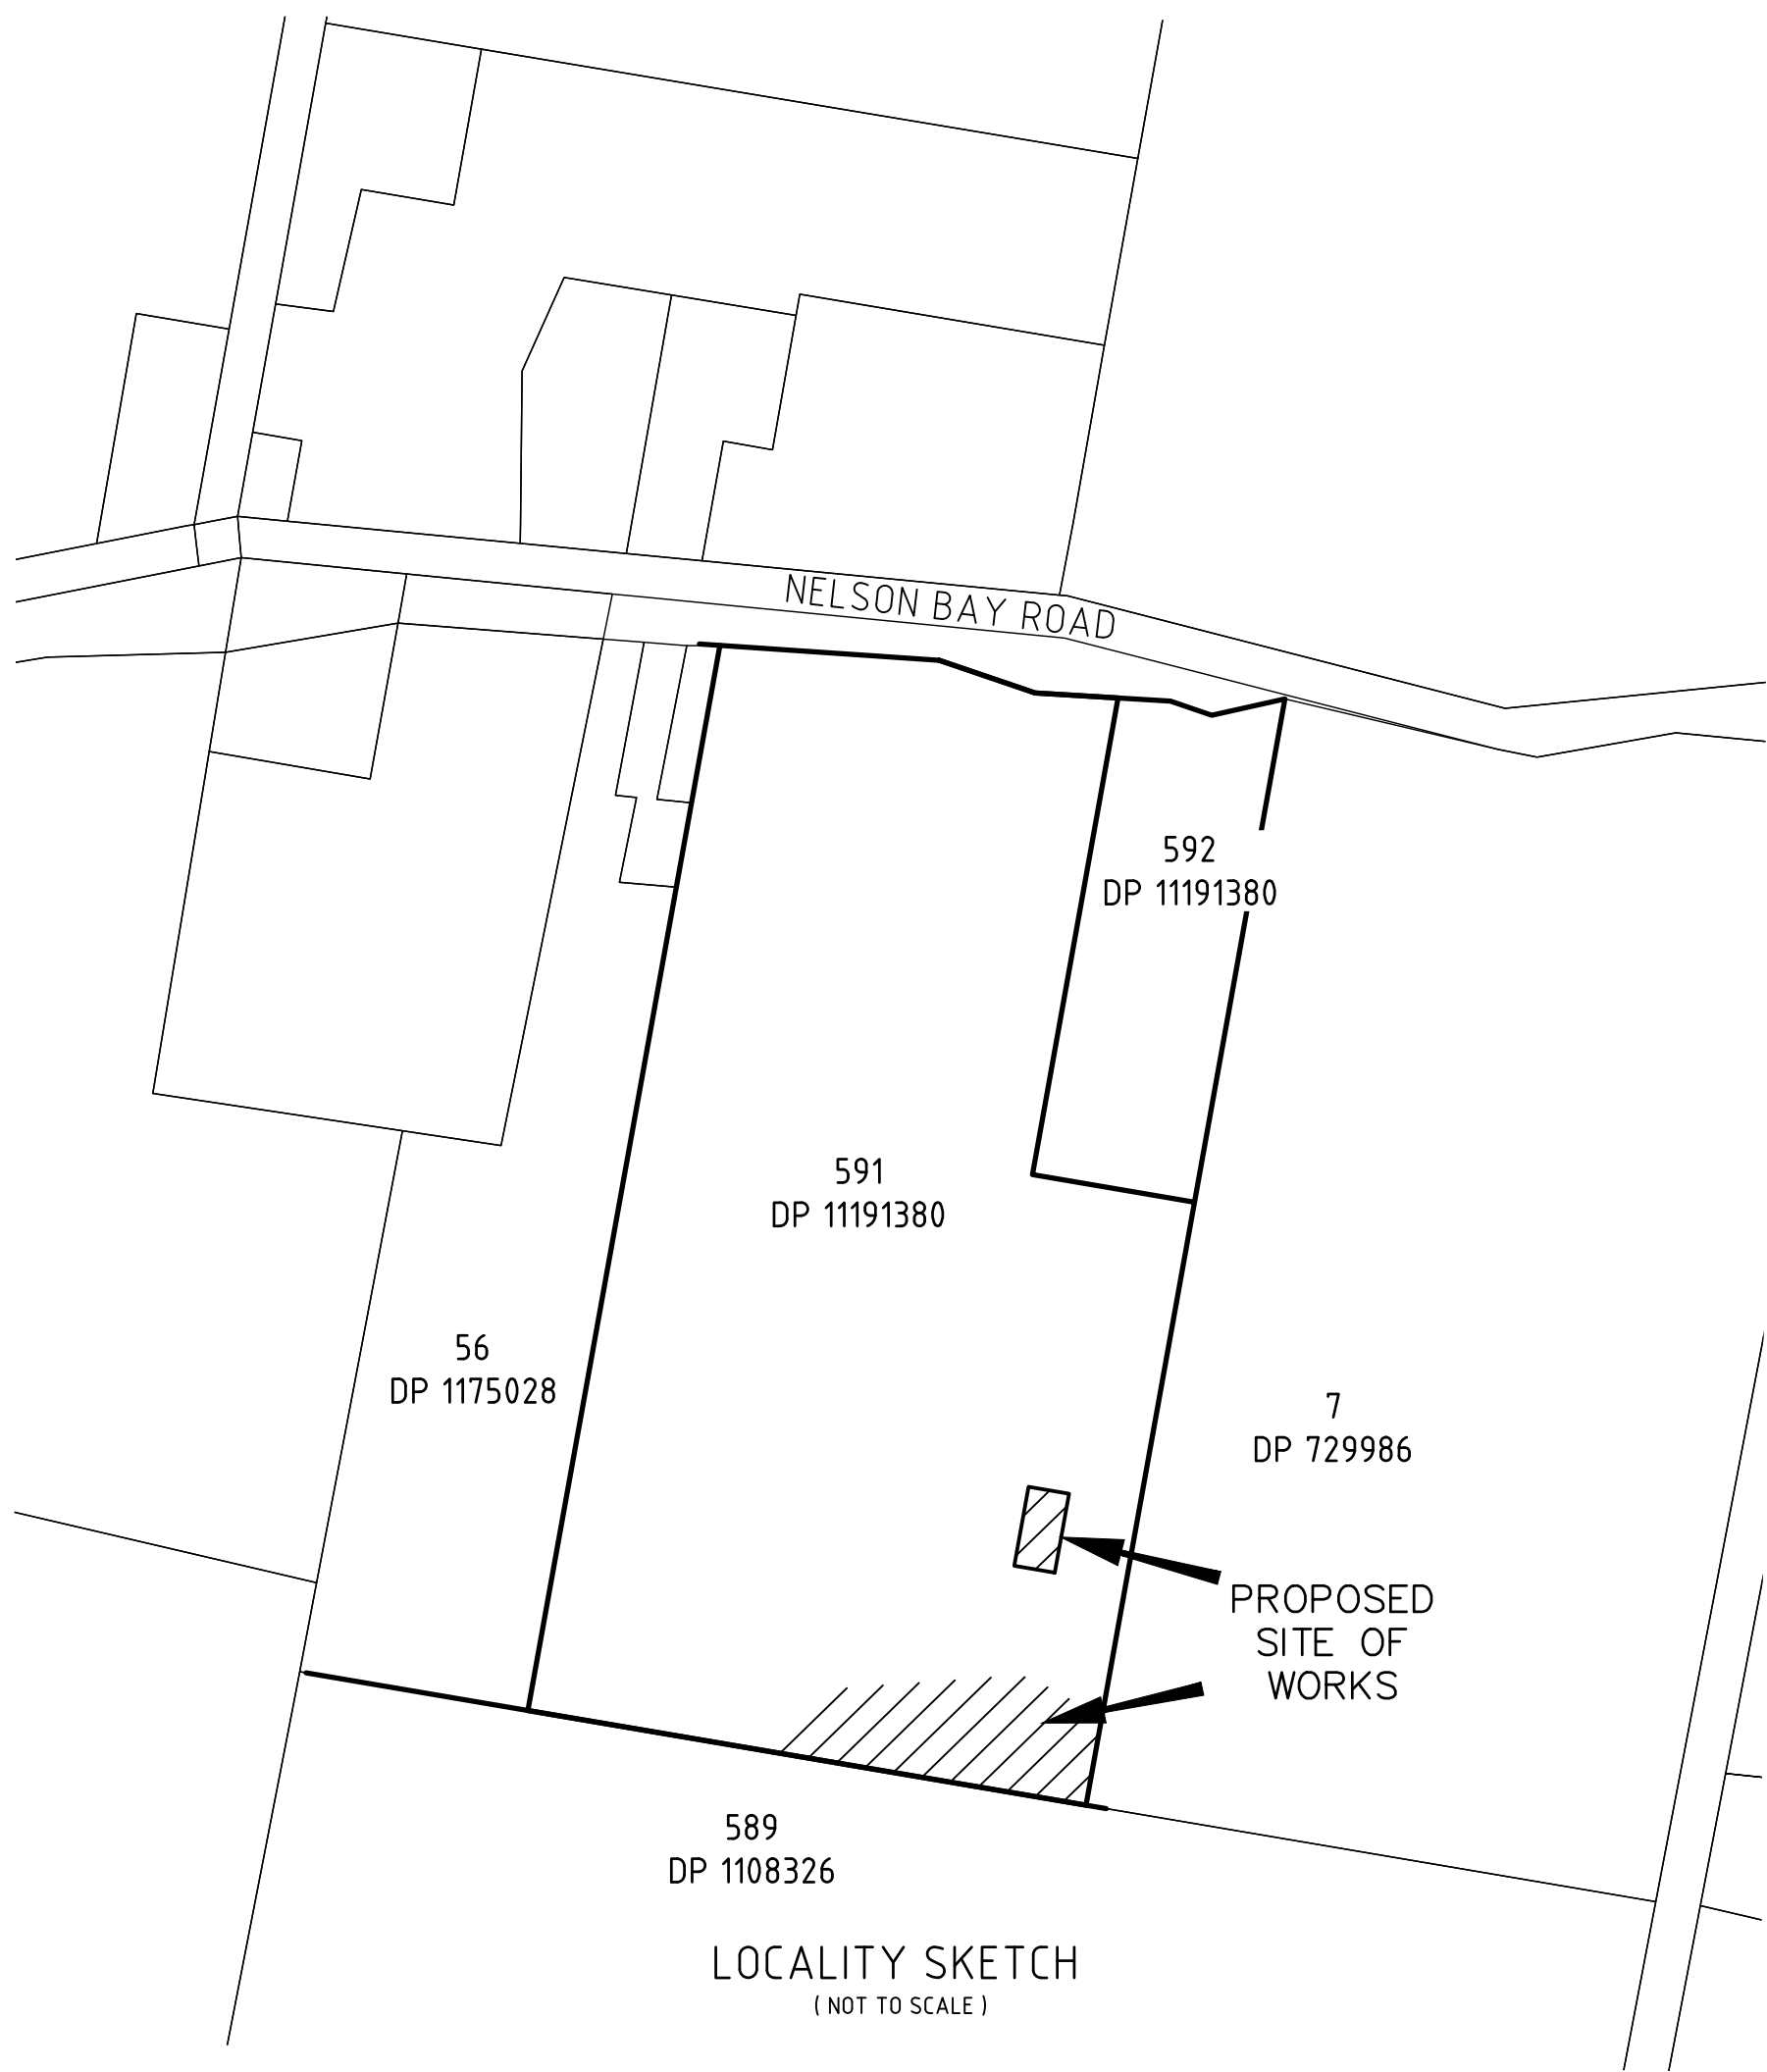 NELSON BAY ROAD
592
DP 11191380
591
DP 11191380
56
DP 1175028
7
DP 729986
PROPOSED
SITE OF
WORKS
589
DP 1108326
LOCALITY SKETCH
( NOT TO SCALE )